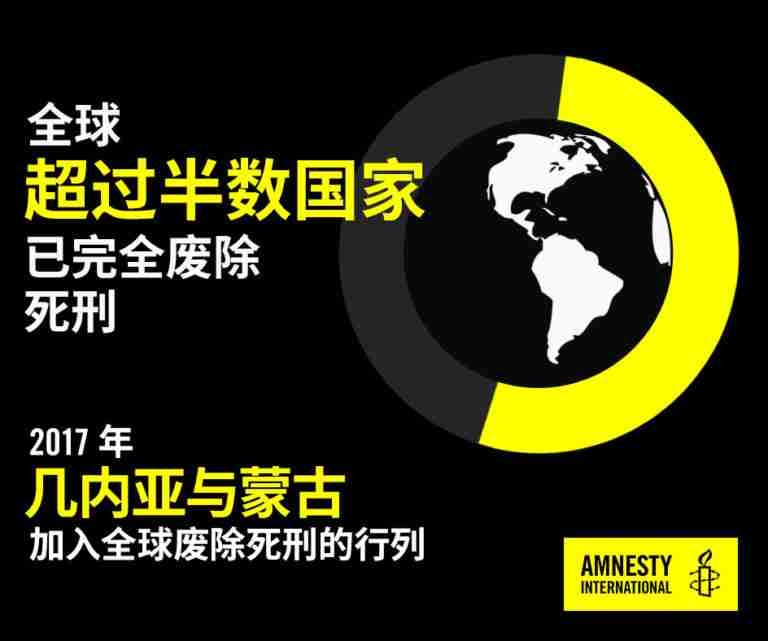 全球
超过半数国家
已完全废除
死刑
2017 年
几内亚与蒙古
加入全球废除死刑的行列
AMNESTY
INTERNATIONAL